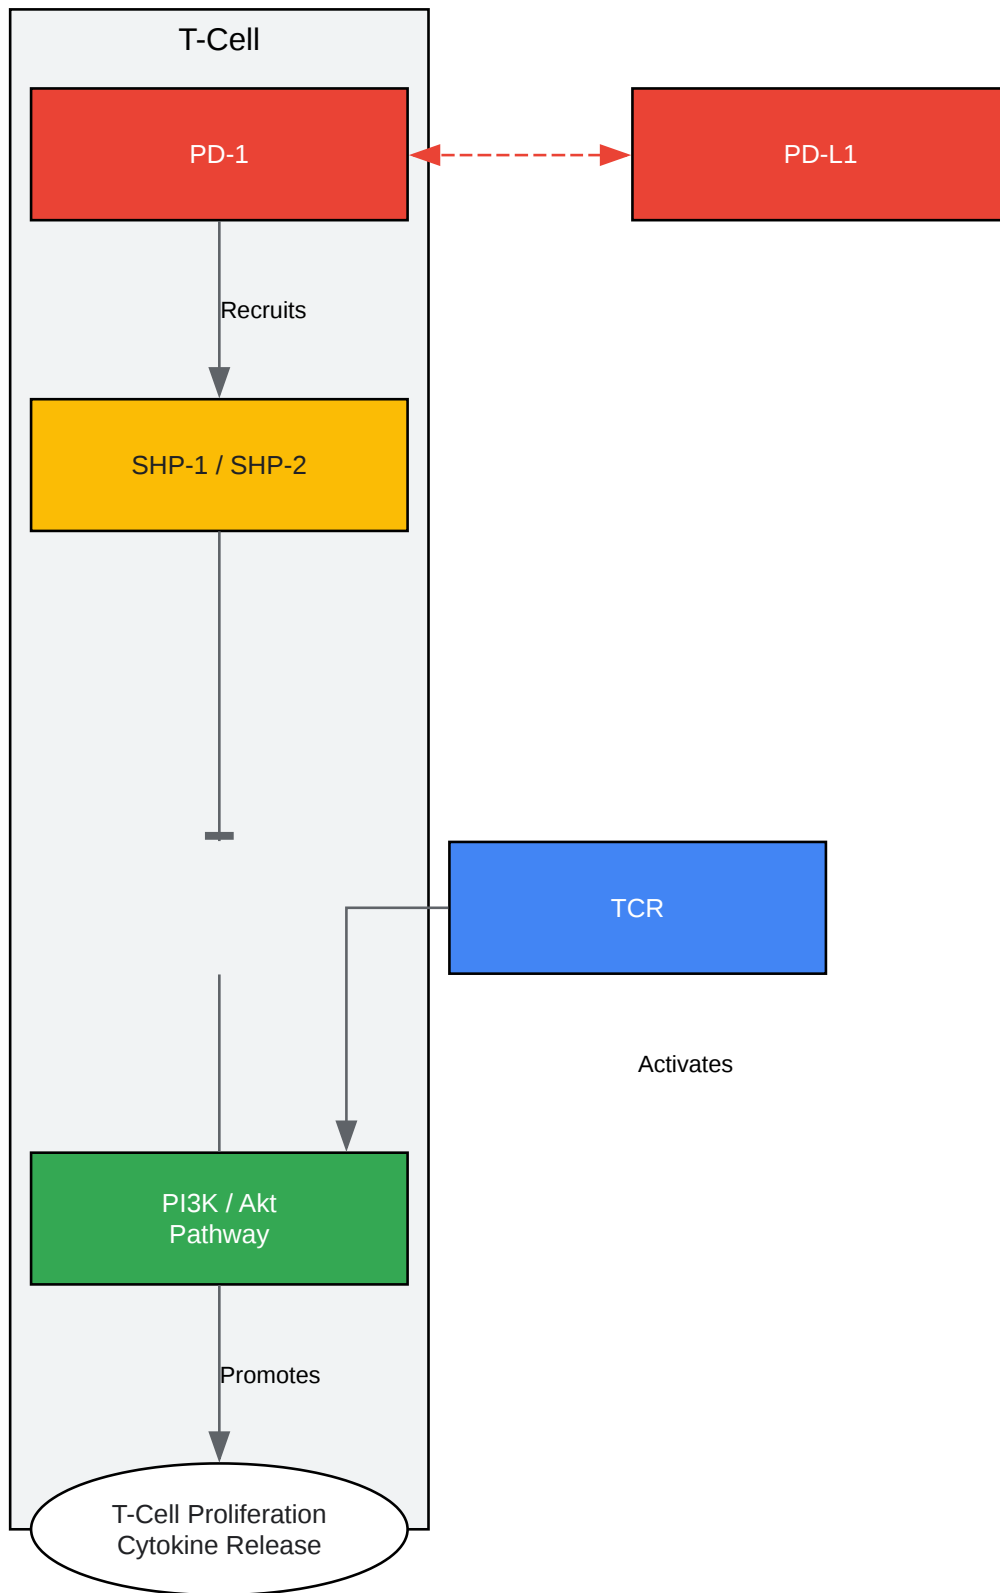 T-Cell
PD-1
PD-L1
Recruits
SHP-1 / SHP-2
TCR
Activates
PI3K / Akt
Pathway
Promotes
T-Cell Proliferation
Cytokine Release